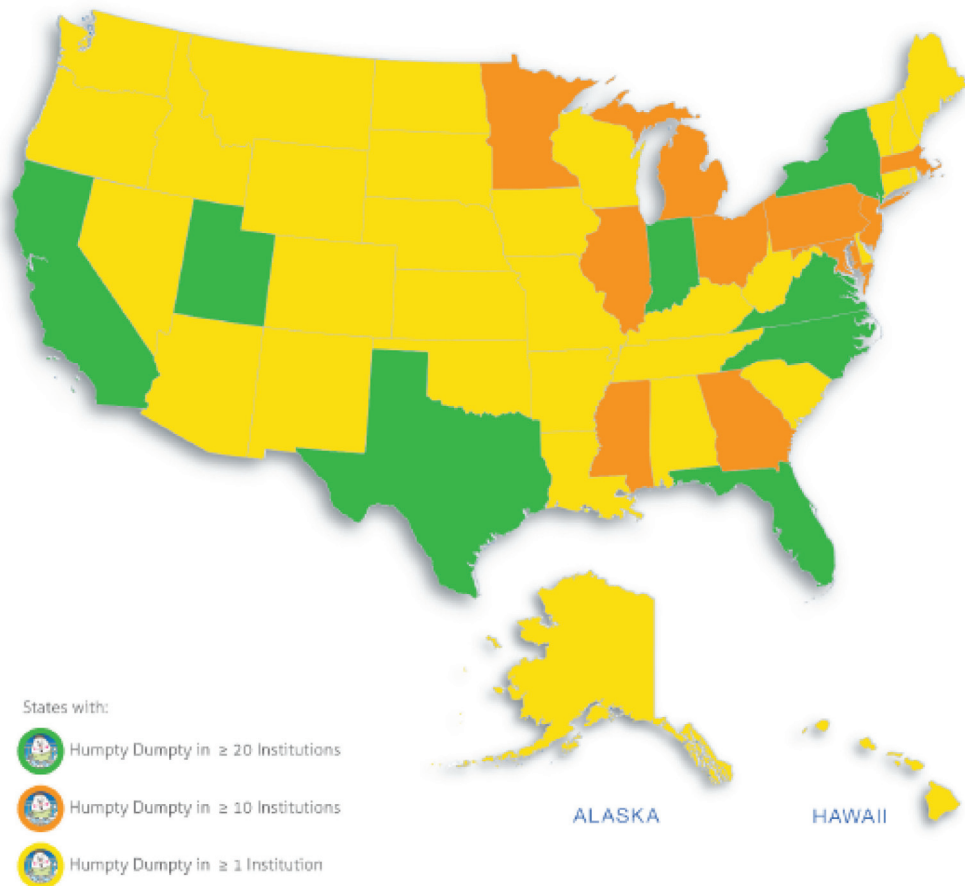 ALASKA
HAWAII
States with:
Humpty Dumpty in ≥ 20 Institutions
Humpty Dumpty in ≥ 10 Institutions
Humpty Dumpty in ≥ 1 Institution